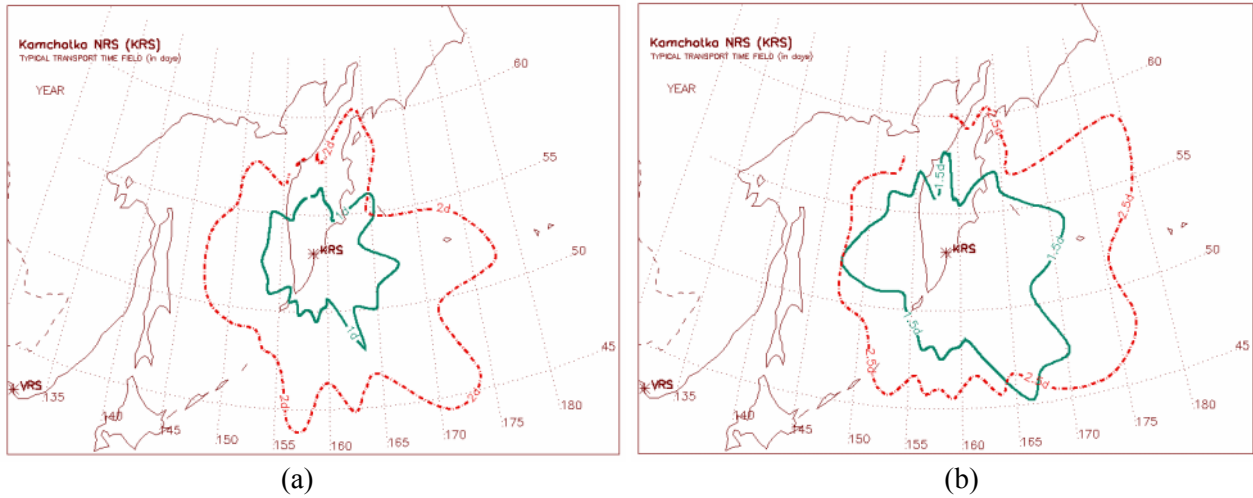 Kamchatka NRS (KRS)
TYPICAL TRANSPORT TIME FIELD (in days)
YEAR
60
55
50
45
2d
2d
1d
KRS
1d
2d
2d
VRS
135
140
145
150
155
160
165
170
175
180
(a)
Kamchatka NRS (KRS)
TYPICAL TRANSPORT TIME FIELD (in days)
YEAR
60
55
50
45
2.5d
1.5d
2.5d
1.5d
KRS
1.5d
2.5d
2.5d
VRS
135
140
145
150
155
160
165
170
175
180
(b)